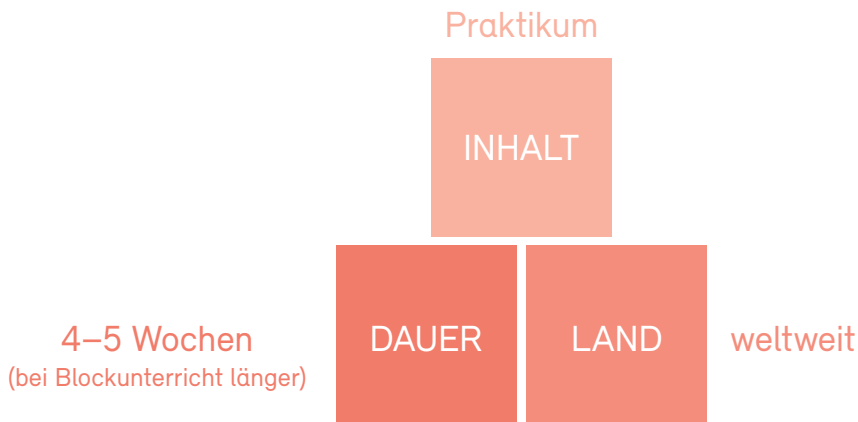 Praktikum
INHALT
4–5 Wochen
(bei Blockunterricht länger)
DAUER
LAND
weltweit